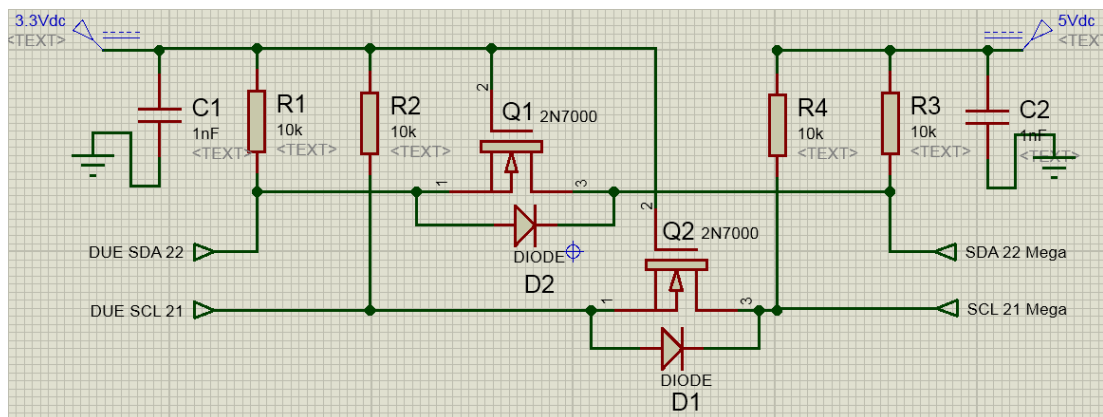 3.3Vdc
<TEXT>
5Vdc
<TEXT>
C1
1nF
<TEXT>
R1
10k
<TEXT>
R2
10k
<TEXT>
2
Q1 2N7000
1
3
R4
10k
<TEXT>
R3
10k
<TEXT>
C2
1nF
<TEXT>
DIODE
D2
2
Q2 2N7000
1
3
DIODE
D1
DUE SDA 22
SDA 22 Mega
DUE SCL 21
SCL 21 Mega